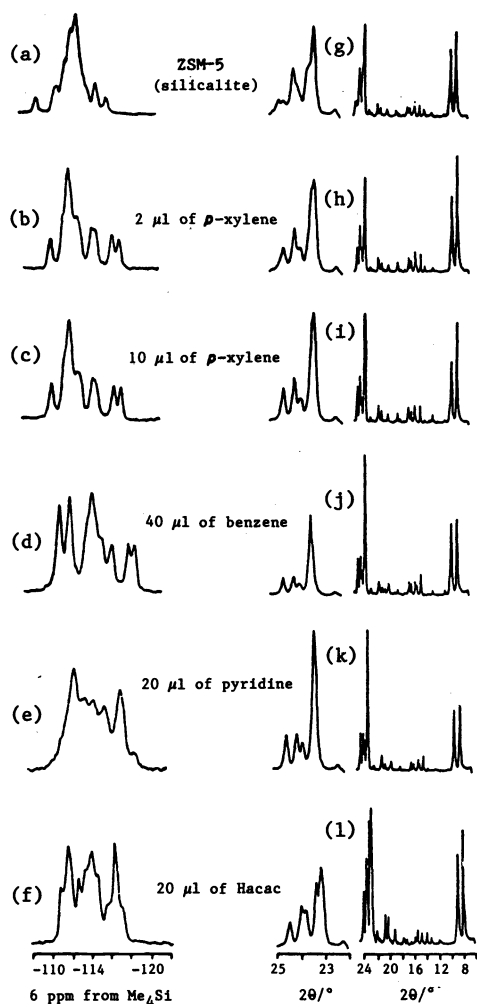 (a) ZSM-5 (g)
(silicalite)
(b) 2 µl of p-xylene (h)
(c) 10 µl of p-xylene (i)
(d) 40 µl of benzene (j)
(e) 20 µl of pyridine (k)
(f) 20 µl of Hacac (l)
-110 -114 -120 25 23 24 20 16 12 8
6 ppm from Me4Si 2θ/° 2θ/°